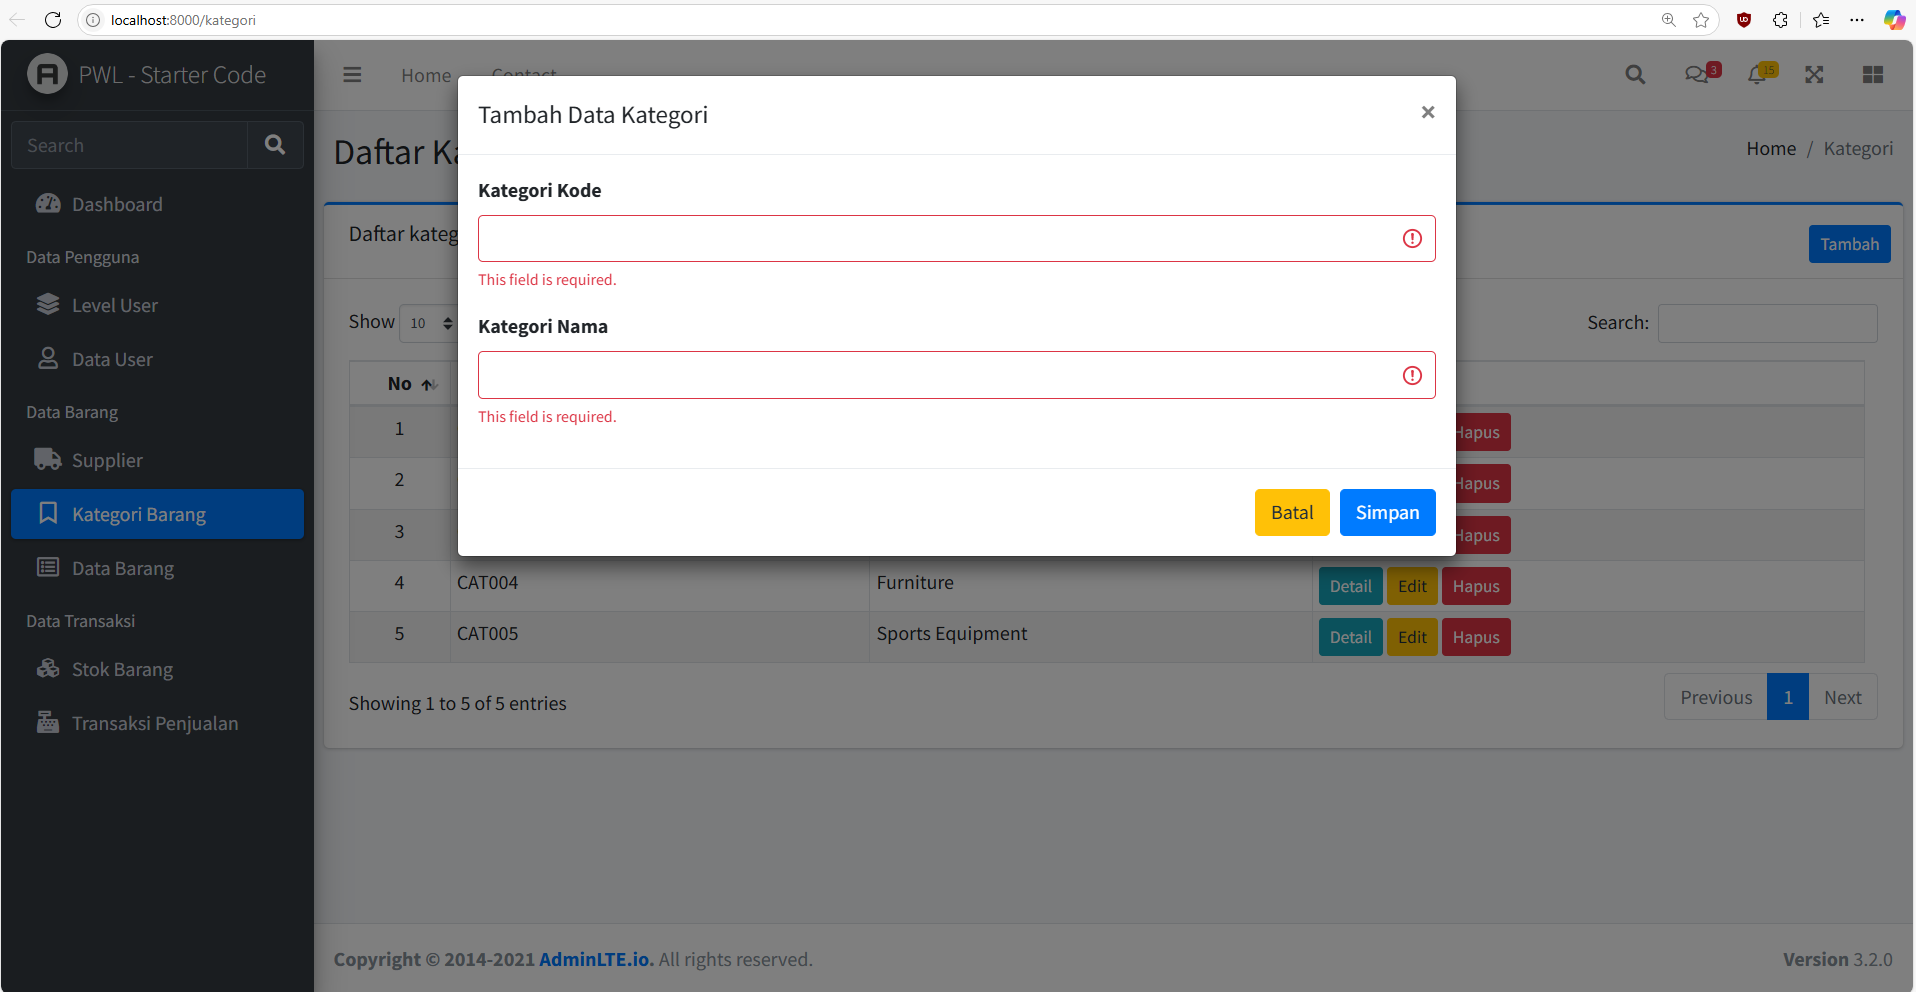 localhost:8000/kategori
PWL - Starter Code
Home
Contact
3
15
Tambah Data Kategori
×
Search
Daftar
Home / Kategori
Dashboard
Kategori Kode
Daftar
Tambah
Data Pengguna
This field is required.
Level User
Show 10
Kategori Nama
Search:
Data User
No
Data Barang
This field is required.
1
Hapus
Supplier
2
Hapus
Kategori Barang
Batal
Simpan
3
Hapus
Data Barang
4 CAT004 Furniture Detail Edit Hapus
Data Transaksi
5 CAT005 Sports Equipment Detail Edit Hapus
Stok Barang
Showing 1 to 5 of 5 entries
Previous 1 Next
Transaksi Penjualan
Copyright © 2014-2021 AdminLTE.io. All rights reserved.
Version 3.2.0